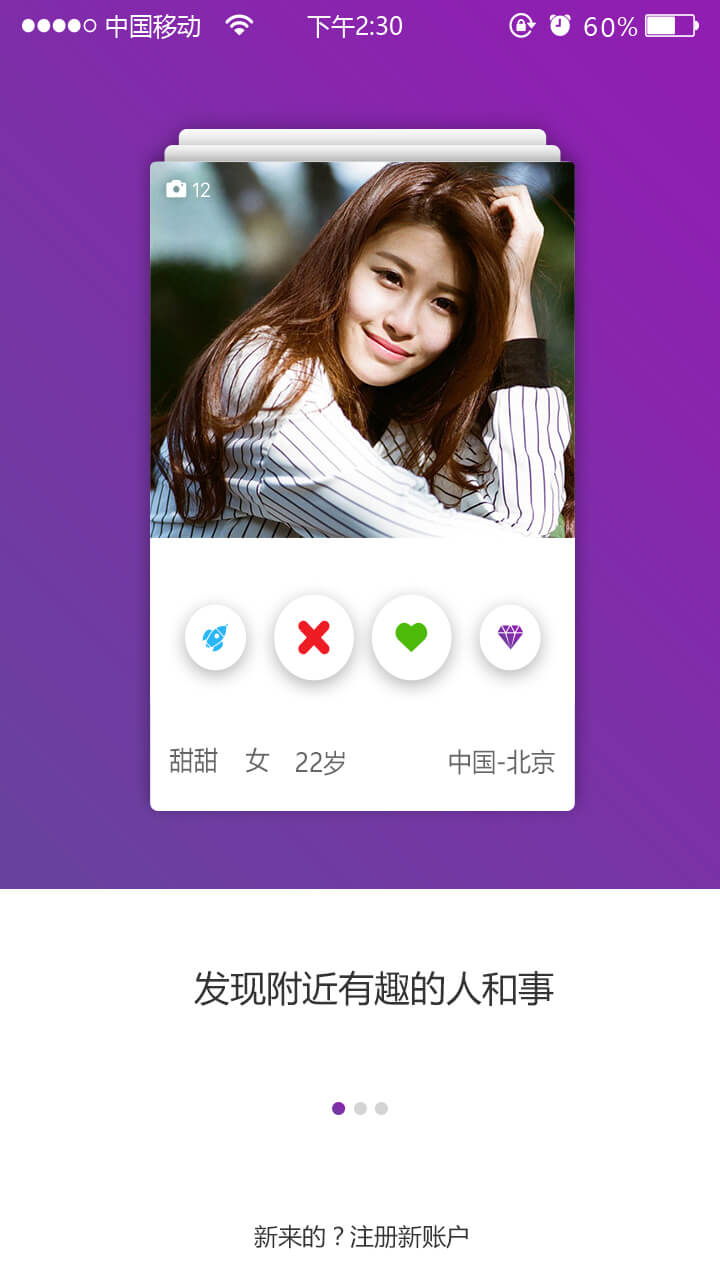 中国移动 下午2:30 60%
12
甜甜 女 22岁 中国-北京
发现附近有趣的人和事
新来的？注册新账户